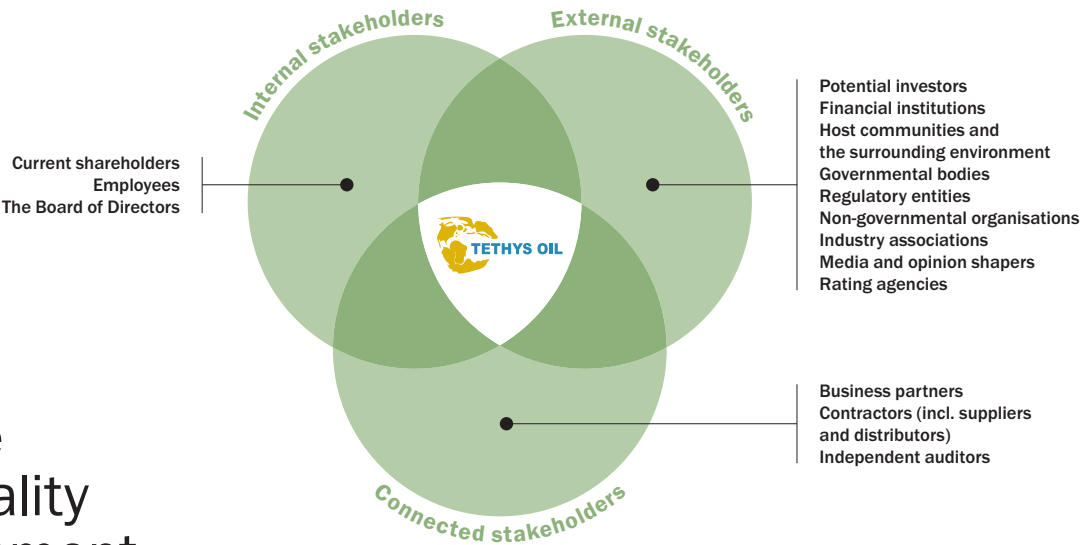 Internal stakeholders
External stakeholders
Current shareholders
Employees
The Board of Directors
Potential investors
Financial institutions
Host communities and
the surrounding environment
Governmental bodies
Regulatory entities
Non-governmental organisations
Industry associations
Media and opinion shapers
Rating agencies
TETHYS OIL
Business partners
Contractors (incl. suppliers
and distributors)
Independent auditors
Connected stakeholders